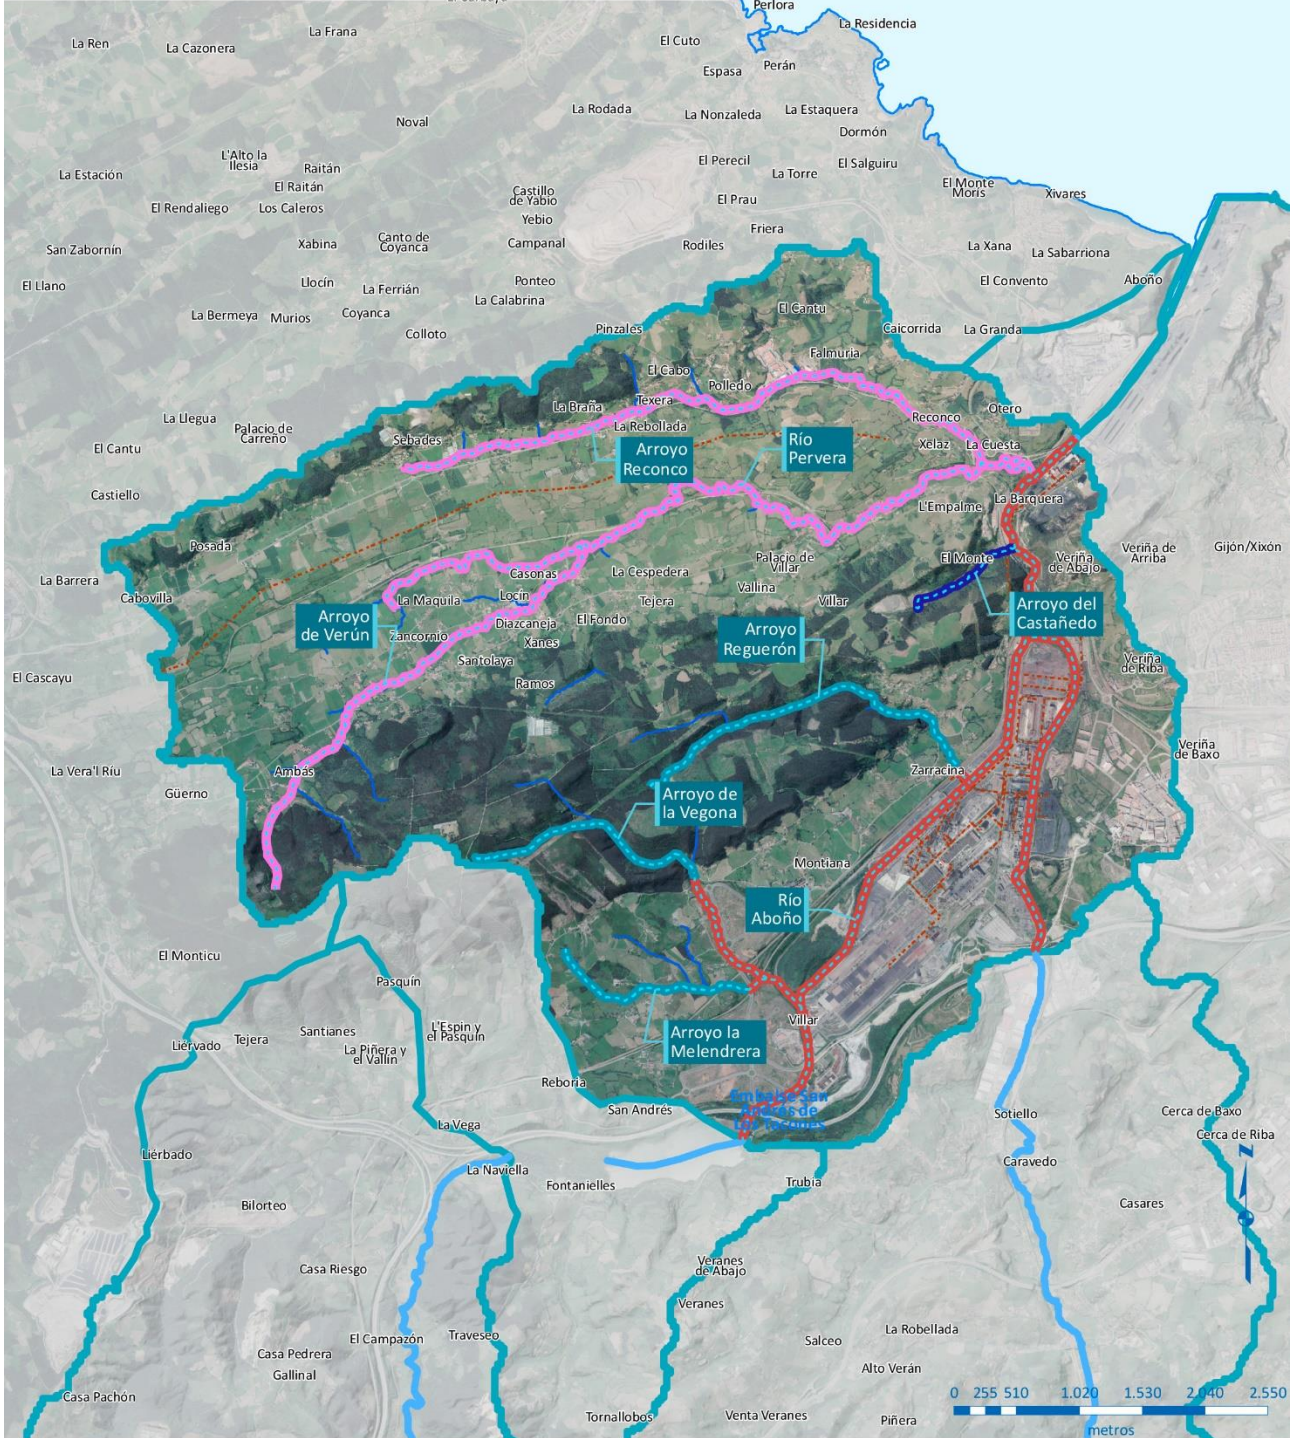 Perlora
La Residencia
La Frana
La Ren
La Cazonera
El Cuto
Perán
Espasa
La Rodada
La Nonzaleda
La Estaquera
Noval
Dormón
L'Alto la
Ilesia
Raitán
El Perecil
El Salguiru
La Estación
La Torre
El Raitán
El Monte
Moris
Xivares
Castillo
de Yabio
El Prau
El Rendaliego
Los Caleros
Yebio
Friera
Xabina
Canto de
Coyanca
Campanal
Rodiles
La Xana
La Sabarriona
San Zabornín
El Llano
Llocín
La Ferrián
Ponteo
El Convento
Aboño
La Calabrina
La Bermeya
Murios
Coyanca
El Cantu
Colloto
Pinzales
Caicorrida
La Granda
Falmuria
El Cabo
Polledo
Texera
La Braña
Otero
La Llegua
Palacio de
Carreño
Sebades
La Rebollada
Reconco
Xelaz
La Cuesta
El Cantu
Arroyo
Reconco
Río
Pervera
Castiello
La Barquera
L'Empalme
Posada
La Barrera
Cabovilla
Casonas
La Cespedera
Palacio de
Villar
El Monte
Veriña
de Abajo
Veriña de
Arriba
Gijón/Xixón
La Maquila
Locín
Tejera
Vallina
Villar
Arroyo
de Verún
Zancornio
Diazcaneja
Xanes
El Fondo
Arroyo
Reguerón
Arroyo del
Castañedo
Santolaya
Ramos
El Cascayu
Veriña
de Riba
Veriña
de Baxo
La Vera'l Ríu
Ambás
Güerno
Zarracina
Arroyo de
la Vegona
Montiana
Río
Aboño
El Monticu
Pasquín
Villar
Arroyo la
Melendrera
Liérvado
Tejera
Santianes
L'Espin y
el Pasquín
La Piñera y
el Vallín
Reboria
San Andrés
Embalse San
Andrés de
Los Tacones
Sotiello
Cerca de Baxo
Cerca de Riba
La Vega
Liérbado
La Naviella
Fontanielles
Caravedo
Trubia
Casares
N
Bilorteo
Casa Riesgo
Veranes
de Abajo
Veranes
El Campazón
Traveseo
Salceo
La Robellada
Casa Pedrera
Gallinal
Alto Verán
Casa Pachón
Tornallobos
Venta Veranes
Piñera
0 255 510 1.020 1.530 2.040 2.550
metros